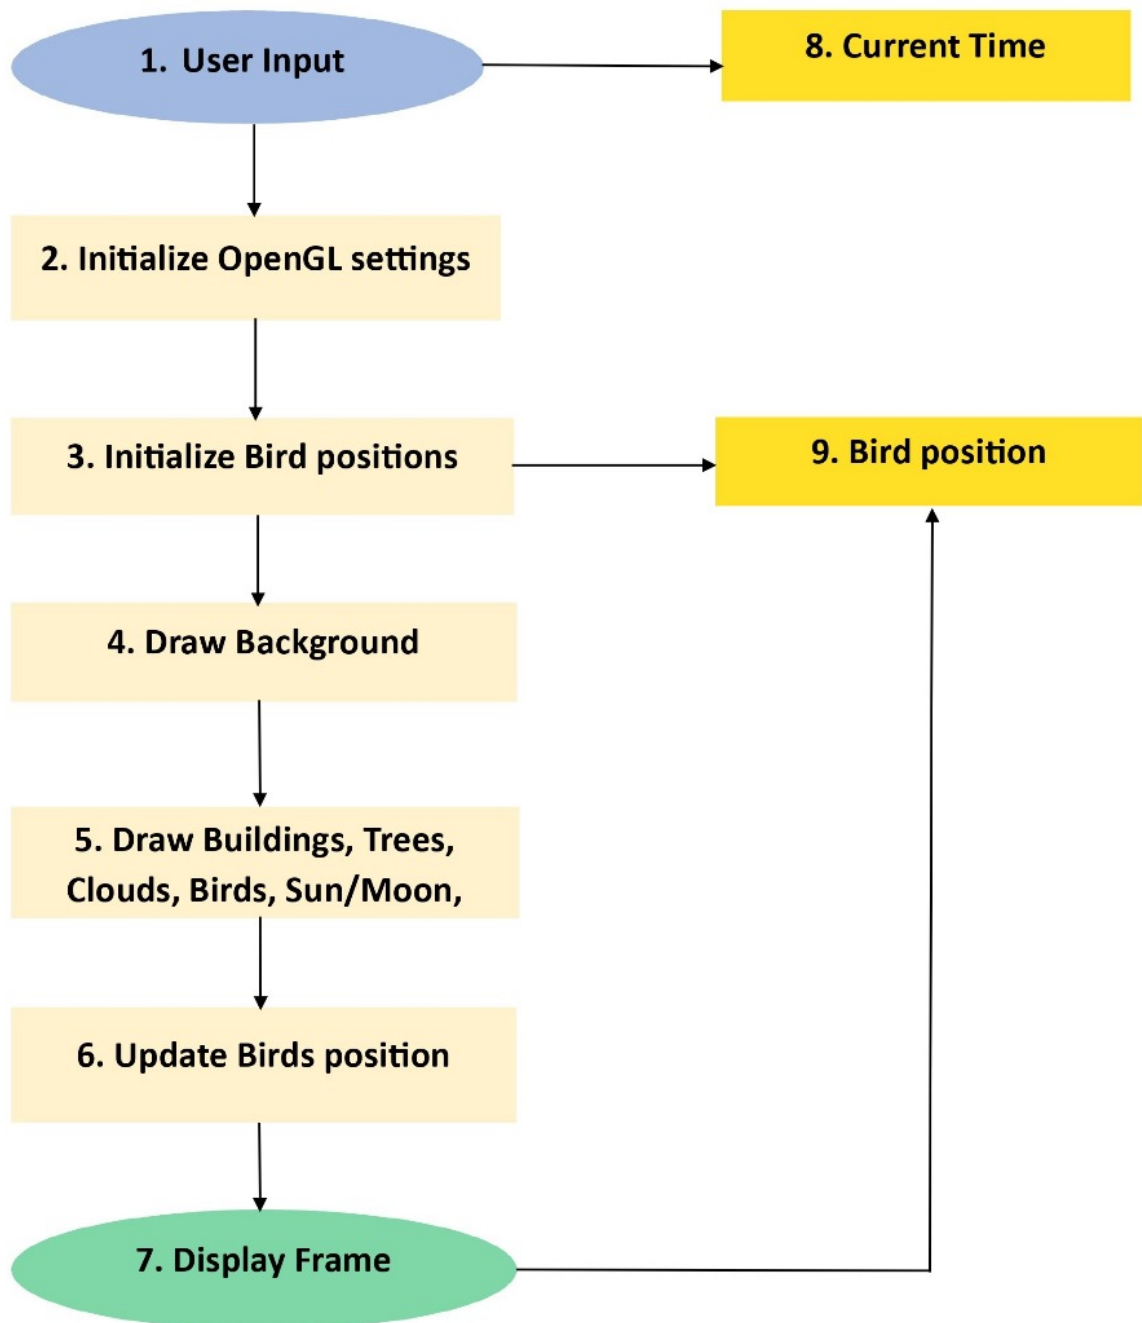 1. User Input
8. Current Time
2. Initialize OpenGL settings
3. Initialize Bird positions
9. Bird position
4. Draw Background
5. Draw Buildings, Trees,
Clouds, Birds, Sun/Moon,
6. Update Birds position
7. Display Frame